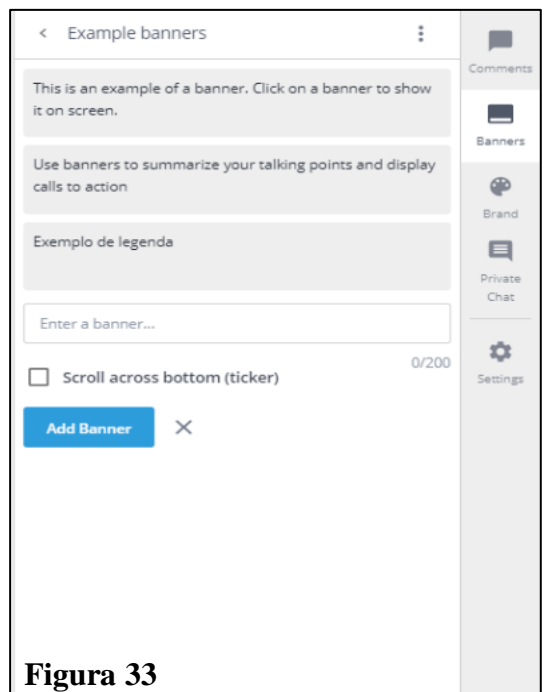 Example banners
This is an example of a banner. Click on a banner to show
it on screen.
Use banners to summarize your talking points and display
calls to action
Exemplo de legenda
Enter a banner...
0/200
Scroll across bottom (ticker)
Add Banner
Comments
Banners
Brand
Private
Chat
Settings
Figura 33